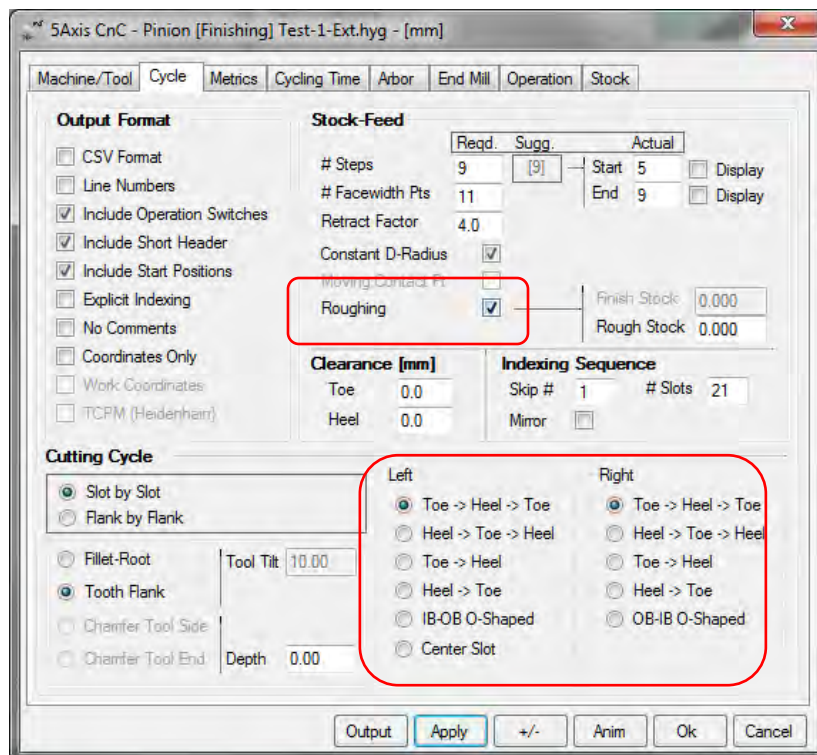 5Axis CnC - Pinion [Finishing] Test-1-Ext.hyg - [mm]
Machine/Tool Cycle Metrics Cycling Time Arbor End Mill Operation Stock
Output Format
CSV Format
Line Numbers
Include Operation Switches
Include Short Header
Include Start Positions
Explicit Indexing
No Comments
Coordinates Only
Work Coordinates
TCPM (Heidenhain)
Stock-Feed
Reqd. Sugg. Actual
# Steps 9 [9] Start 5 Display
# Facewidth Pts 11 End 9 Display
Retract Factor 4.0
Constant D-Radius
Moving Contact Pt
Roughing Finish Stock 0.000
Rough Stock 0.000
Clearance [mm]
Toe 0.0
Heel 0.0
Indexing Sequence
Skip # 1 # Slots 21
Mirror
Cutting Cycle
Slot by Slot
Flank by Flank
Fillet-Root Tool Tilt 10.00
Tooth Flank
Chamfer Tool Side
Chamfer Tool End Depth 0.00
Left
Toe -> Heel -> Toe
Heel -> Toe -> Heel
Toe -> Heel
Heel -> Toe
IB-OB O-Shaped
Center Slot
Right
Toe -> Heel -> Toe
Heel -> Toe -> Heel
Toe -> Heel
Heel -> Toe
OB-IB O-Shaped
Output Apply +/- Anim Ok Cancel